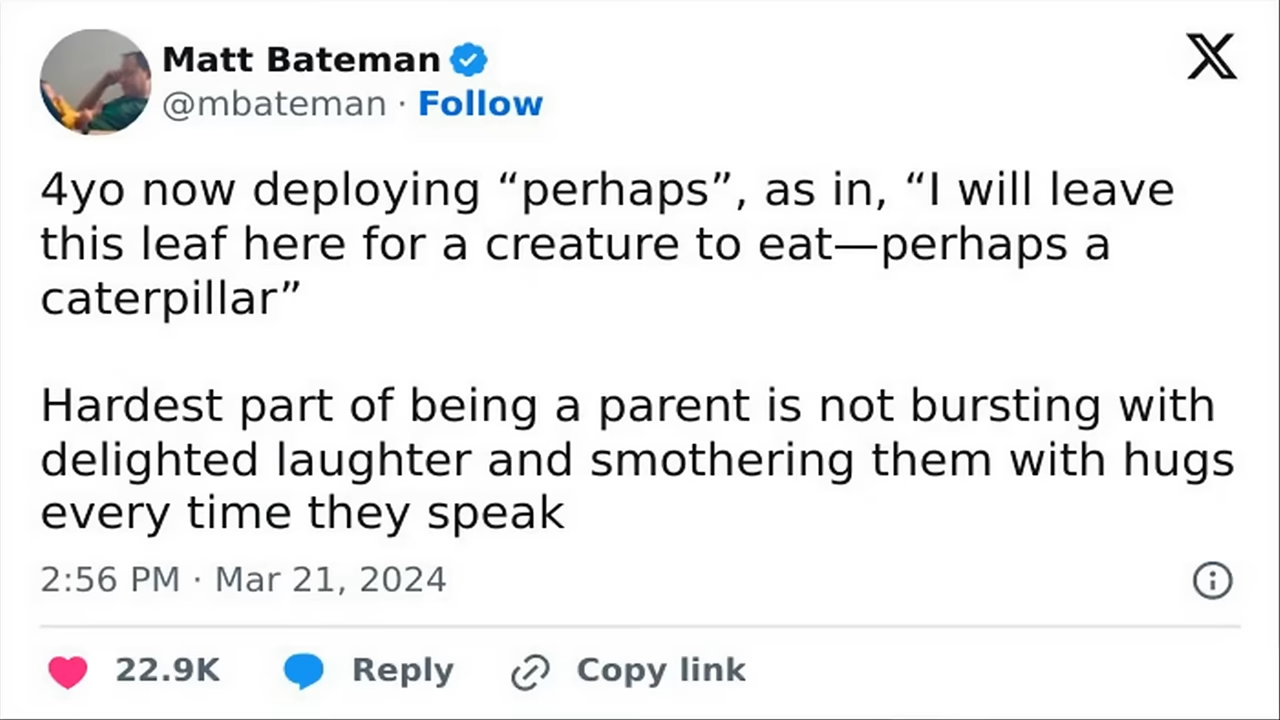 Matt Bateman
@mbateman · Follow
4yo now deploying “perhaps”, as in, “I will leave
this leaf here for a creature to eat—perhaps a
caterpillar”
Hardest part of being a parent is not bursting with
delighted laughter and smothering them with hugs
every time they speak
2:56 PM · Mar 21, 2024
22.9K Reply Copy link